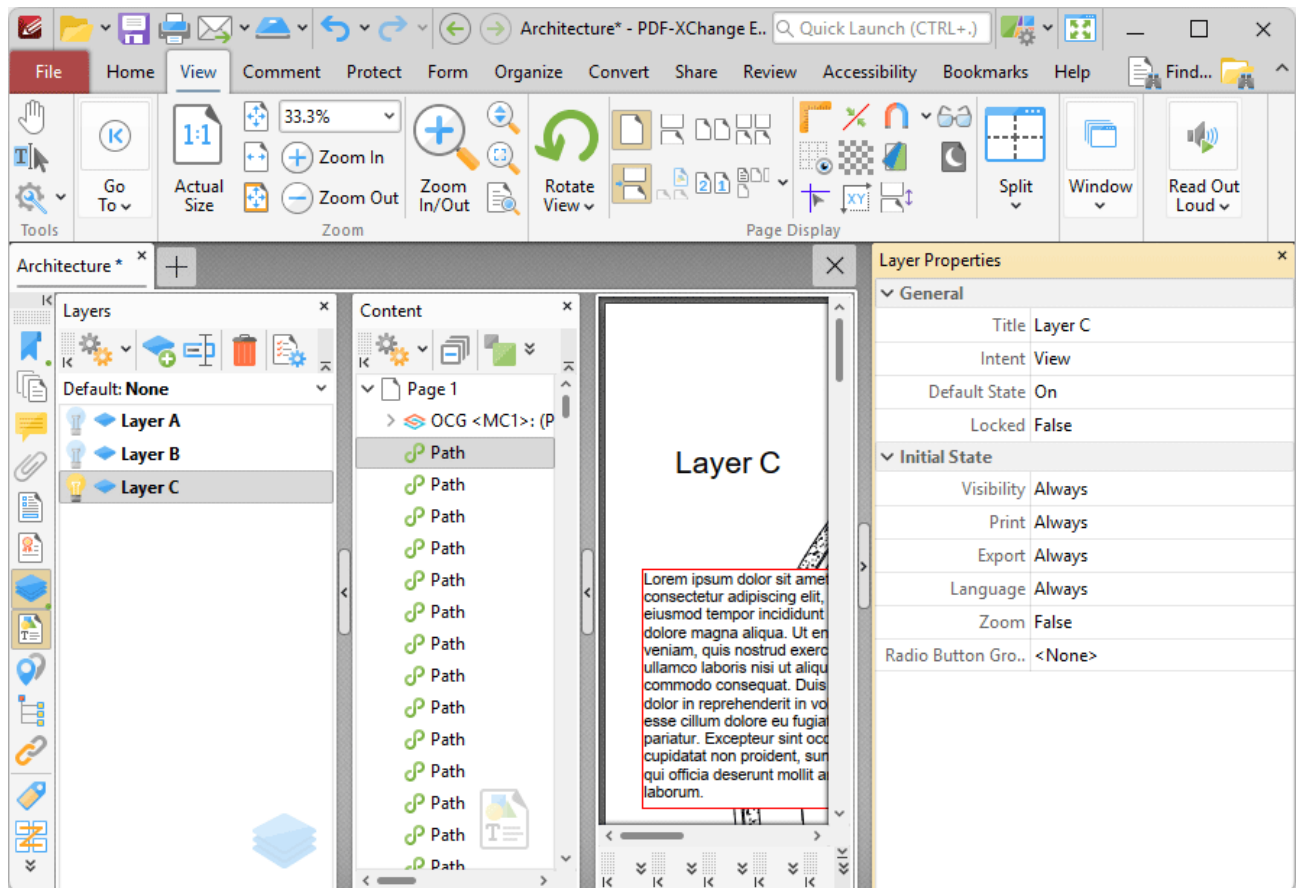 Architecture* - PDF-XChange E..
Quick Launch (CTRL+.)
File Home View Comment Protect Form Organize Convert Share Review Accessibility Bookmarks Help Find...
Go To
1:1
Actual Size
33.3%
Zoom In
Zoom Out
Zoom In/Out
Rotate View
21
XY
Split
Window
Read Out Loud
Tools
Zoom
Page Display
Architecture *
Layers
Default: None
Layer A
Layer B
Layer C
Content
Page 1
OCG <MC1>: (P
Path
Path
Path
Path
Path
Path
Path
Path
Path
Path
Path
Path
Path
Path
Layer C
Lorem ipsum dolor sit amet
consectetur adipiscing elit,
eiusmod tempor incididunt
dolore magna aliqua. Ut en
veniam, quis nostrud exerc
ullamco laboris nisi ut aliqu
commodo consequat. Duis
dolor in reprehenderit in vo
esse cillum dolore eu fugiat
pariatur. Excepteur sint occ
cupidatat non proident, sun
qui officia deserunt mollit a
laborum.
Layer Properties
General
Title Layer C
Intent View
Default State On
Locked False
Initial State
Visibility Always
Print Always
Export Always
Language Always
Zoom False
Radio Button Gro.. <None>